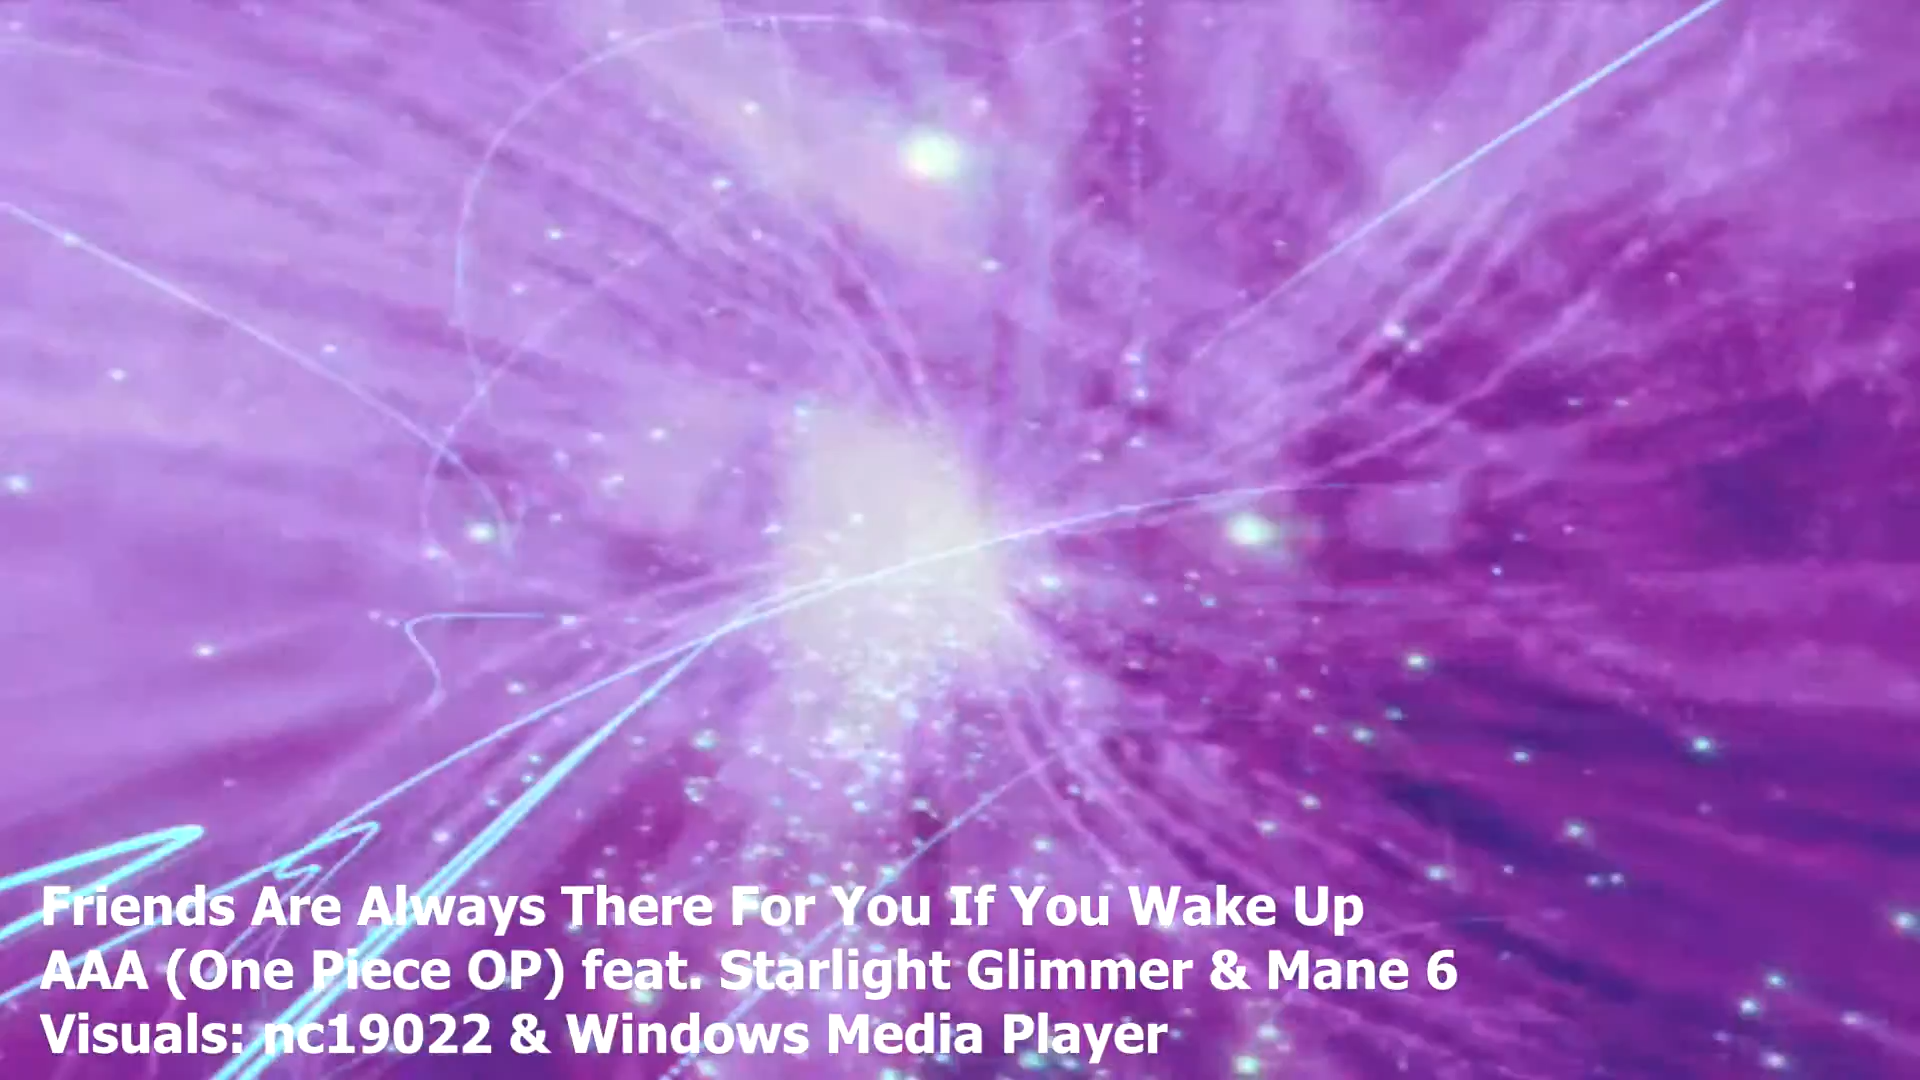 Friends Are Always There For You If You Wake Up
AAA (One Piece OP) feat. Starlight Glimmer & Mane 6
Visuals: nc19022 & Windows Media Player